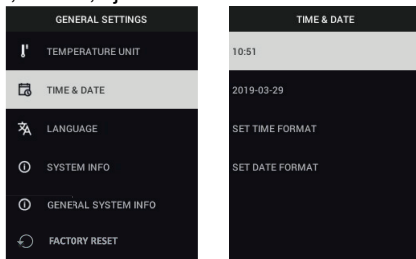 GENERAL SETTINGS
TEMPERATURE UNIT
TIME & DATE
LANGUAGE
SYSTEM INFO
GENERAL SYSTEM INFO
FACTORY RESET
TIME & DATE
10:51
2019-03-29
SET TIME FORMAT
SET DATE FORMAT